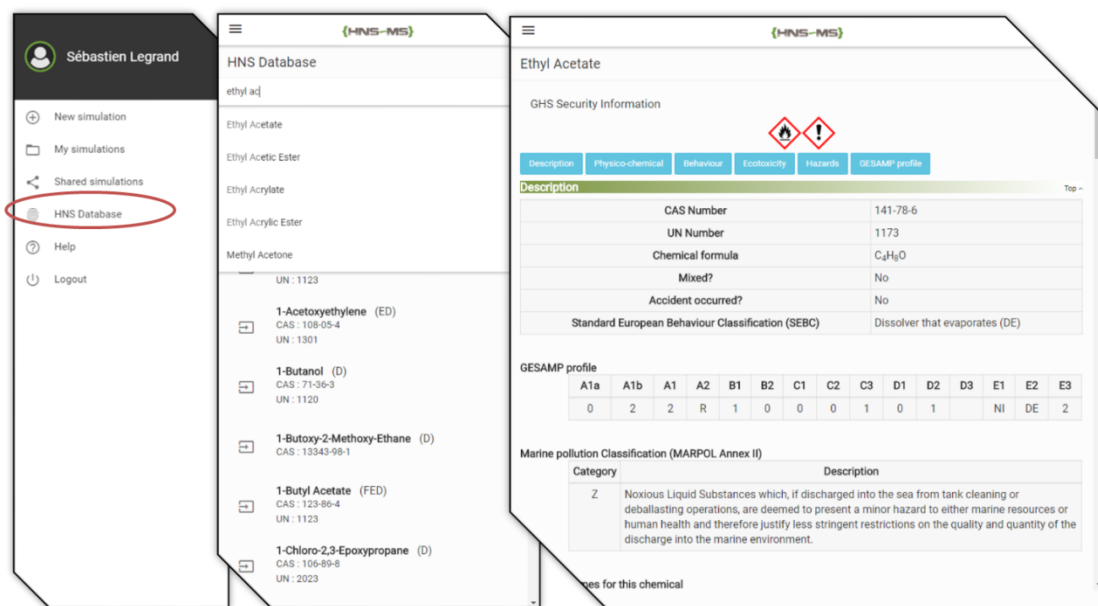 Sébastien Legrand
New simulation
My simulations
Shared simulations
HNS Database
Help
Logout
{HNS-MS}
HNS Database
ethyl ac
Ethyl Acetate
Ethyl Acetic Ester
Ethyl Acrylate
Ethyl Acrylic Ester
Methyl Acetone
UN : 1123
1-Acetoxyethylene (ED)
CAS : 108-05-4
UN : 1301
1-Butanol (D)
CAS : 71-36-3
UN : 1120
1-Butoxy-2-Methoxy-Ethane (D)
CAS : 13343-98-1
1-Butyl Acetate (FED)
CAS : 123-86-4
UN : 1123
1-Chloro-2,3-Epoxypropane (D)
CAS : 106-89-8
UN : 2023
{HNS-MS}
Ethyl Acetate
GHS Security Information
Description Physico-chemical Behaviour Ecotoxicity Hazards GESAMP profile
Description Top
CAS Number 141-78-6
UN Number 1173
Chemical formula C₄H₈O
Mixed? No
Accident occurred? No
Standard European Behaviour Classification (SEBC) Dissolver that evaporates (DE)
GESAMP profile
A1a A1b A1 A2 B1 B2 C1 C2 C3 D1 D2 D3 E1 E2 E3
0 2 2 R 1 0 0 0 1 0 1 NI DE 2
Marine pollution Classification (MARPOL Annex II)
Category Description
Z Noxious Liquid Substances which, if discharged into the sea from tank cleaning or
deballasting operations, are deemed to present a minor hazard to either marine resources or
human health and therefore justify less stringent restrictions on the quality and quantity of the
discharge into the marine environment.
for this chemical